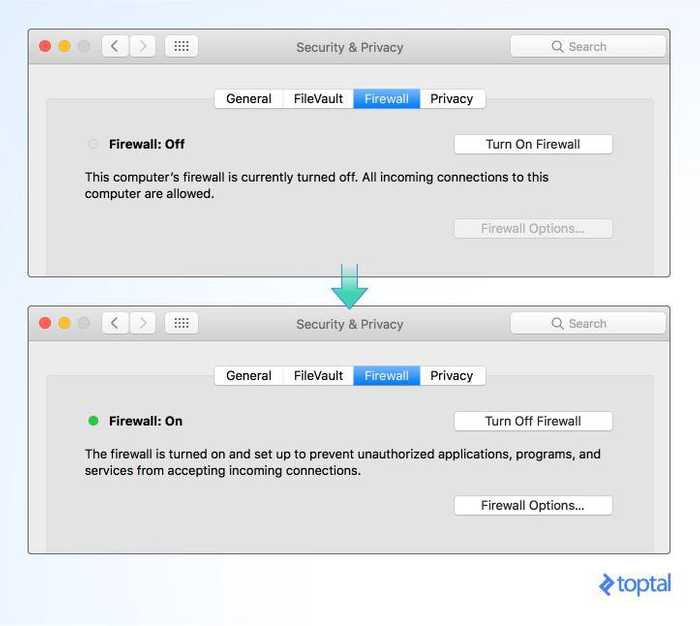 Security & Privacy
Search
General
FileVault
Firewall
Privacy
Firewall: Off
Turn On Firewall
This computer's firewall is currently turned off. All incoming connections to this
computer are allowed.
Firewall Options...
Security & Privacy
Search
General
FileVault
Firewall
Privacy
Firewall: On
Turn Off Firewall
The firewall is turned on and set up to prevent unauthorized applications, programs, and
services from accepting incoming connections.
Firewall Options...
toptal